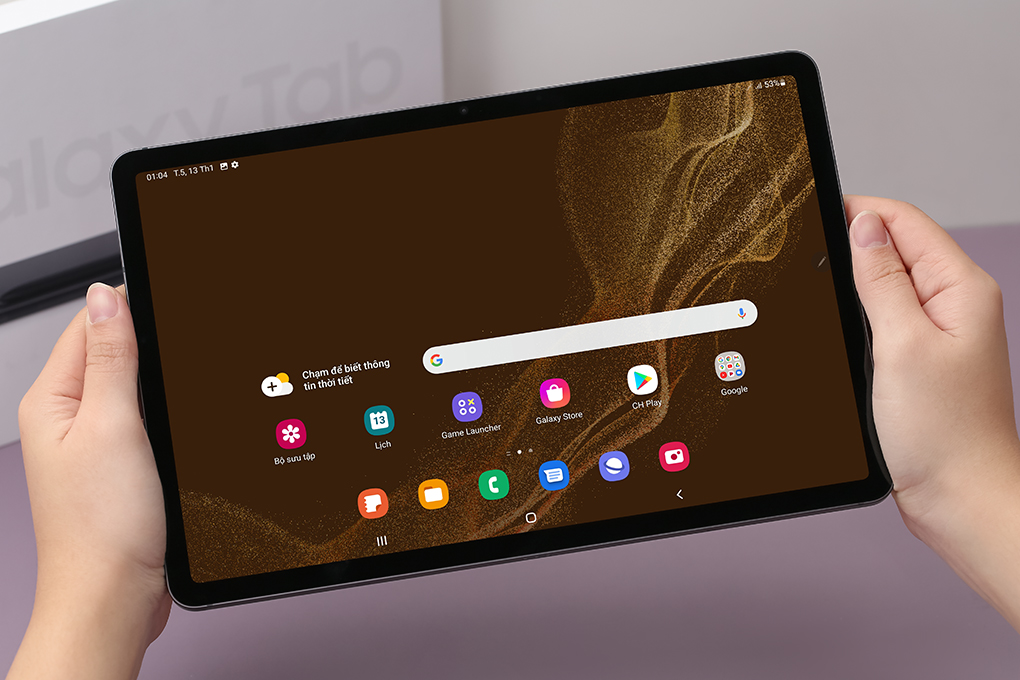 Galaxy Tab
01:04 T.5, 13 Th1
53%
Chạm để biết thông
tin thời tiết
G
13
Bộ sưu tập
Lịch
Game Launcher
Galaxy Store
CH Play
Google